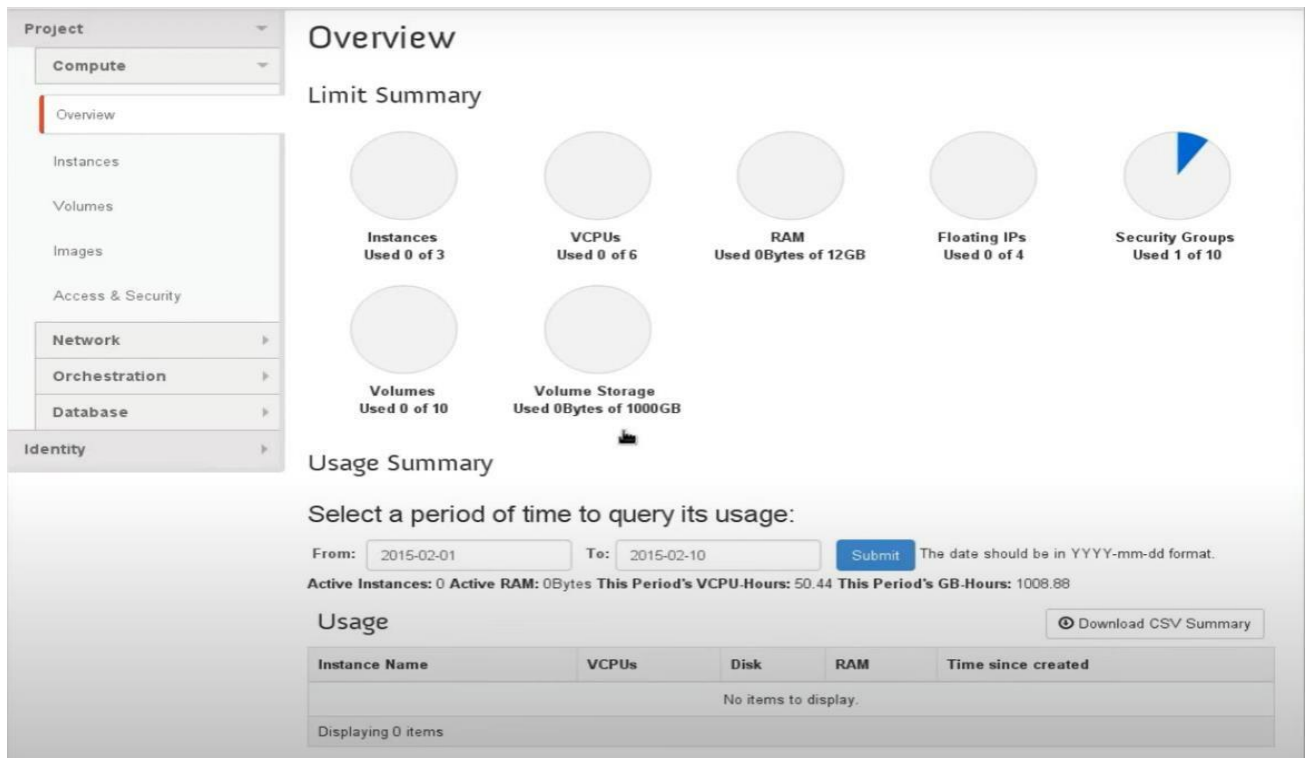 Project
Compute
Overview
Instances
Volumes
Images
Access & Security
Network
Orchestration
Database
Identity
Overview
Limit Summary
Instances
Used 0 of 3
VCPUs
Used 0 of 6
RAM
Used 0Bytes of 12GB
Floating IPs
Used 0 of 4
Security Groups
Used 1 of 10
Volumes
Used 0 of 10
Volume Storage
Used 0Bytes of 1000GB
Usage Summary
Select a period of time to query its usage:
From: 2015-02-01 To: 2015-02-10 Submit The date should be in YYYY-mm-dd format.
Active Instances: 0 Active RAM: 0Bytes This Period's VCPU-Hours: 50.44 This Period's GB-Hours: 1008.88
Usage
Download CSV Summary
Instance Name VCPUs Disk RAM Time since created
No items to display.
Displaying 0 items